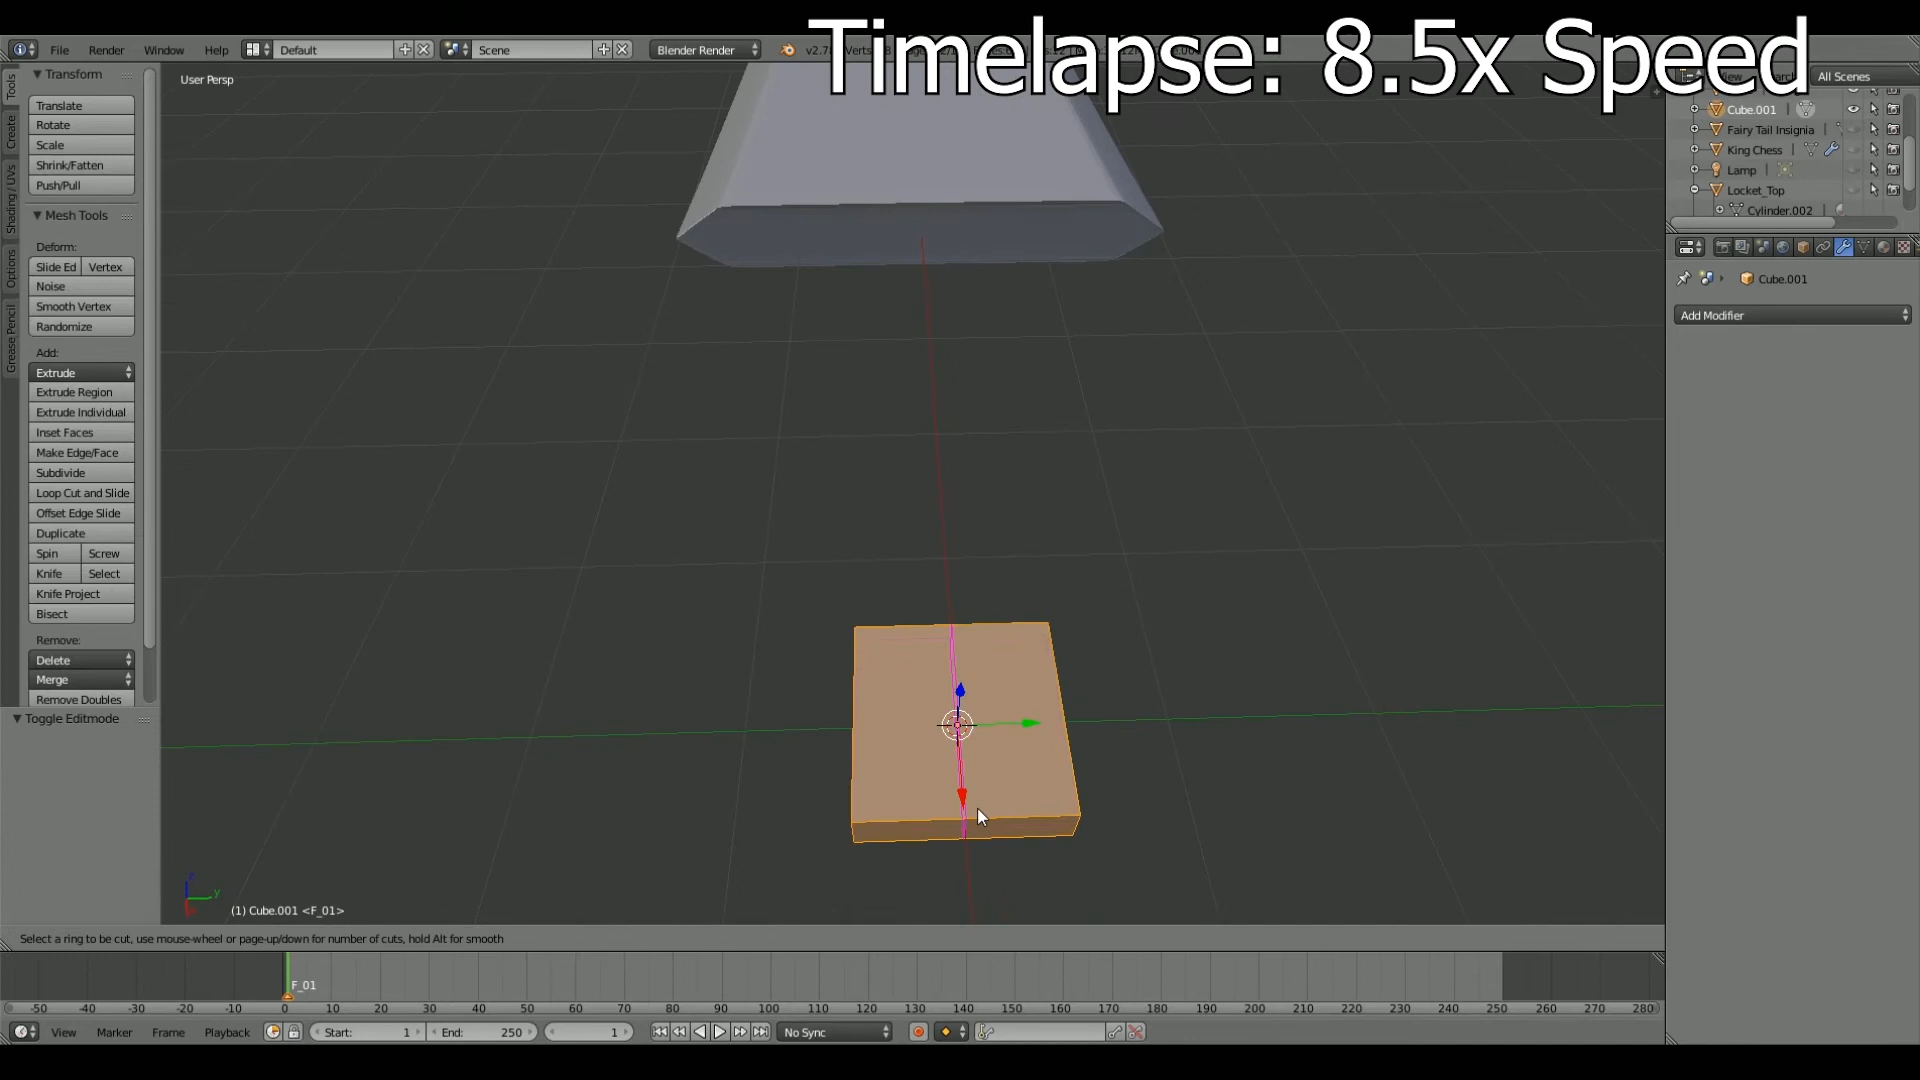 Timelapse: 8.5x Speed
File Render Window Help Default Scene Blender Render v2.7
All Scenes
Transform
User Persp
Translate
Rotate
Scale
Shrink/Fatten
Push/Pull
Mesh Tools
Deform:
Slide Ed Vertex
Noise
Smooth Vertex
Randomize
Add:
Extrude
Extrude Region
Extrude Individual
Inset Faces
Make Edge/Face
Subdivide
Loop Cut and Slide
Offset Edge Slide
Duplicate
Spin Screw
Knife Select
Knife Project
Bisect
Remove:
Delete
Merge
Remove Doubles
Toggle Editmode
Tools
Create
Shading / UVs
Options
Grease Pencil
Cube.001
Fairy Tail Insignia
King Chess
Lamp
Locket_Top
Cylinder.002
Cube.001
Add Modifier
z
y
(1) Cube.001 <F_01>
Select a ring to be cut, use mouse-wheel or page-up/down for number of cuts, hold Alt for smooth
F_01
-50 -40 -30 -20 -10 0 10 20 30 40 50 60 70 80 90 100 110 120 130 140 150 160 170 180 190 200 210 220 230 240 250 260 270 280
View Marker Frame Playback Start: 1 End: 250 1 No Sync